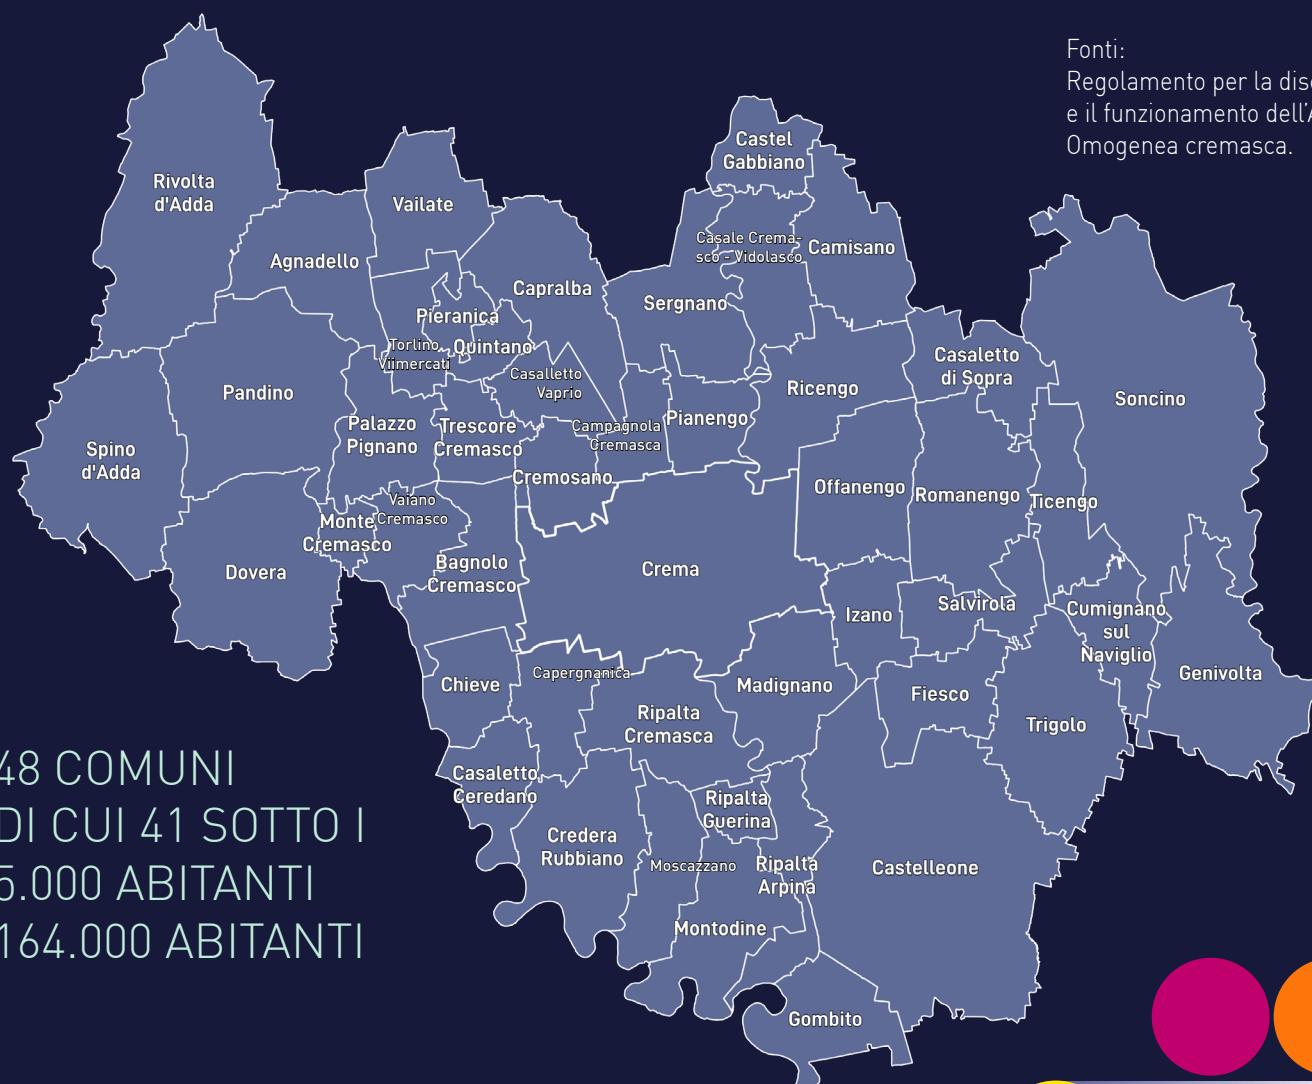 Fonti:
Regolamento per la
e il funzionamento
Omogenea cremasca.
Castel
Gabbiano
Rivolta
d'Adda
Vailate
Casale Crema-
sco - Vidolasco
Camisano
Agnadello
Capralba
Sergnano
Pieranica
Torlino
Viimercati
Quintano
Casaletto
di Sopra
Casalletto
Vaprio
Ricengo
Pandino
Soncino
Palazzo
Pignano
Trescore
Cremasco
Campagnola
Cremasca
Pianengo
Spino
d'Adda
Cremosano
Offanengo
Romanengo
Ticengo
Vaiano
Cremasco
Monte
Cremasco
Dovera
Bagnolo
Cremasco
Crema
Izano
Salvirola
Cumignano
sul
Naviglio
Genivolta
Chieve
Capergnanica
Madignano
Fiesco
Ripalta
Cremasca
Trigolo
Casaletto
Ceredano
Ripalta
Guerina
Credera
Rubbiano
Moscazzano
Ripalta
Arpina
Castelleone
Montodine
Gombito
48 COMUNI
DI CUI 41 SOTTO I
5.000 ABITANTI
164.000 ABITANTI